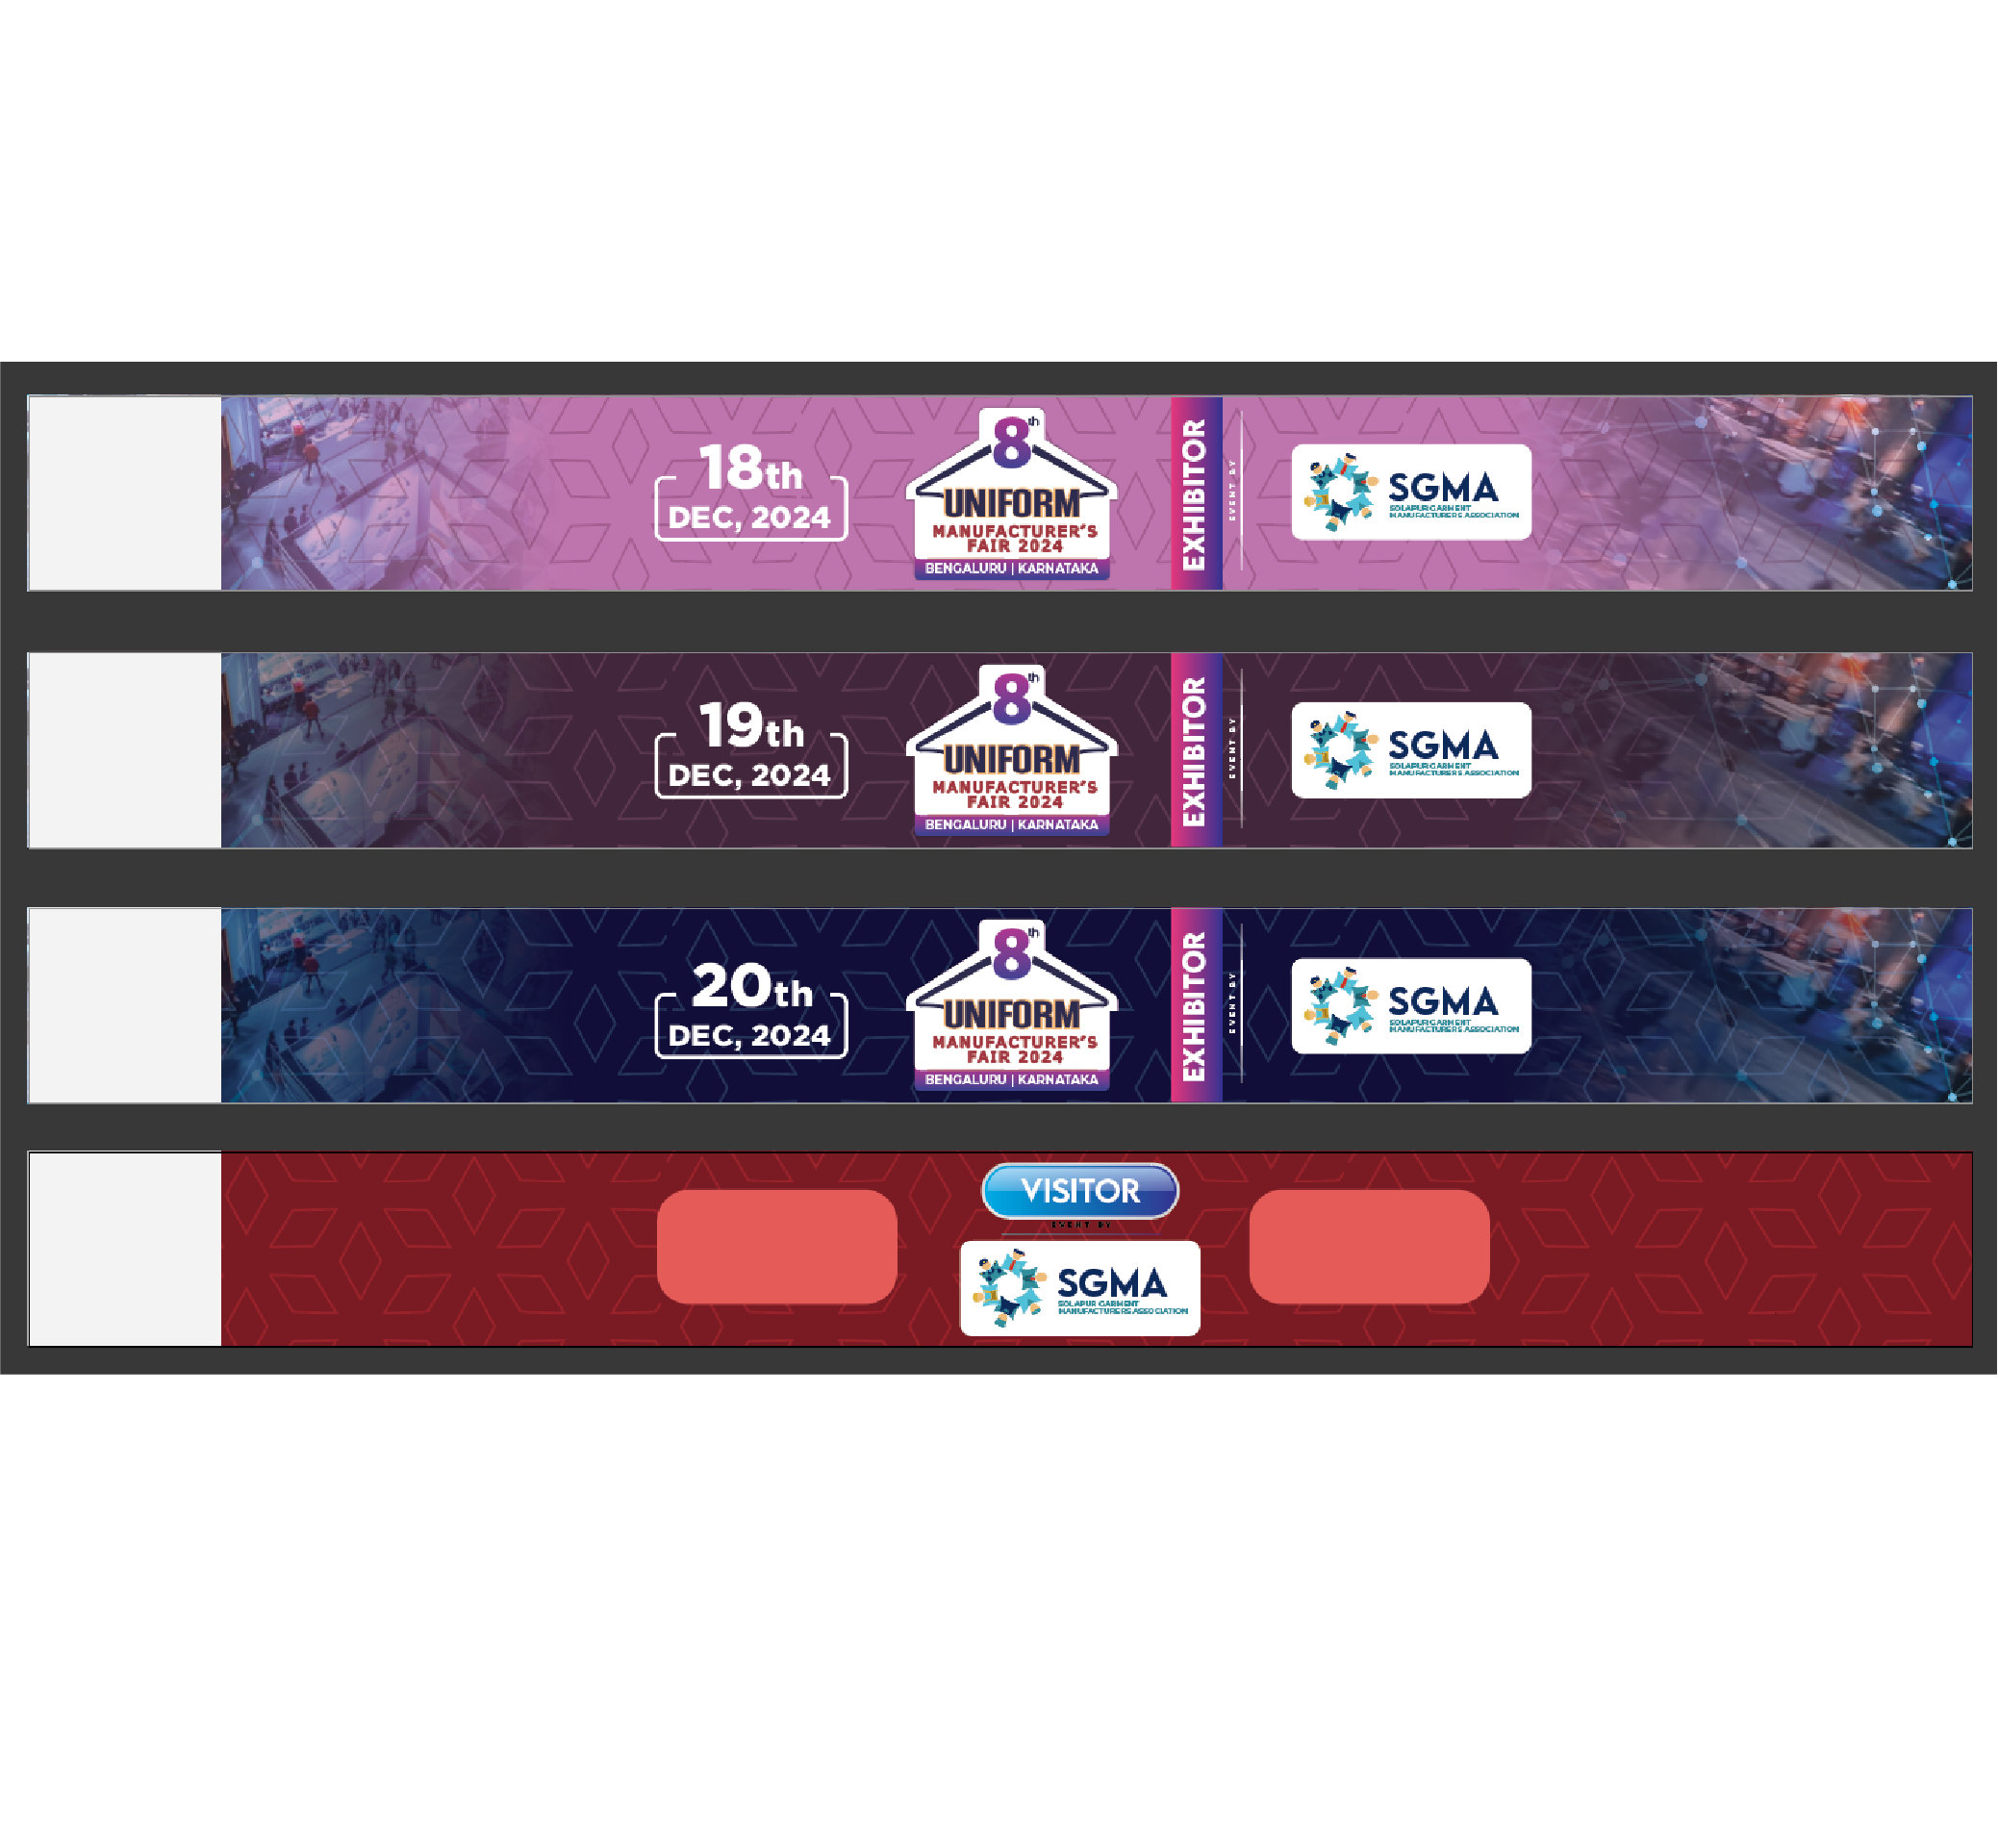 18th
DEC, 2024
8th
UNIFORM
MANUFACTURER'S
FAIR 2024
BENGALURU | KARNATAKA
EXHIBITOR
EVENT BY
SGMA
SOLAPUR GARMENT
MANUFACTURERS ASSOCIATION
19th
DEC, 2024
8th
UNIFORM
MANUFACTURER'S
FAIR 2024
BENGALURU | KARNATAKA
EXHIBITOR
EVENT BY
SGMA
SOLAPUR GARMENT
MANUFACTURERS ASSOCIATION
20th
DEC, 2024
8th
UNIFORM
MANUFACTURER'S
FAIR 2024
BENGALURU | KARNATAKA
EXHIBITOR
EVENT BY
SGMA
SOLAPUR GARMENT
MANUFACTURERS ASSOCIATION
VISITOR
EVENT BY
SGMA
SOLAPUR GARMENT
MANUFACTURERS ASSOCIATION